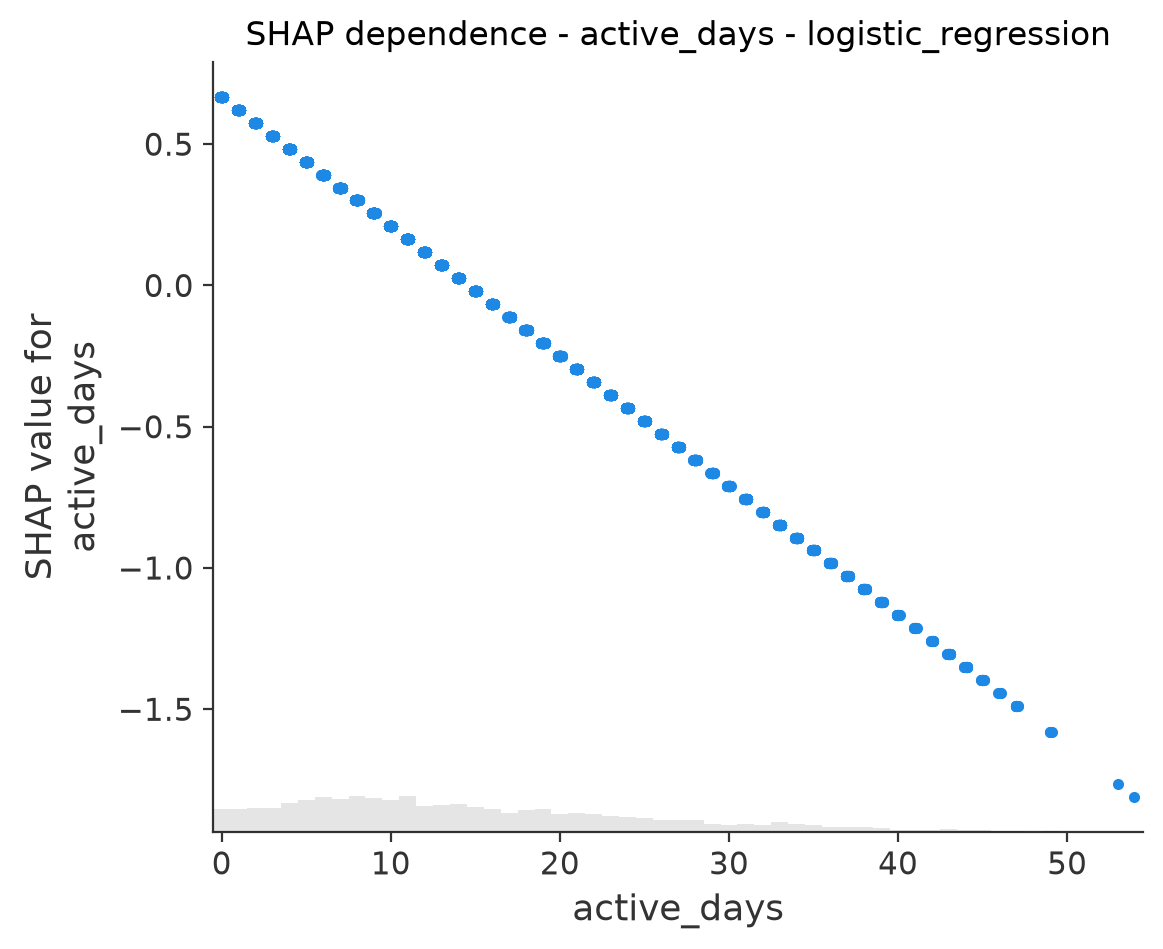 SHAP dependence - active_days - logistic_regression
SHAP value for
active_days
0.5
0.0
−0.5
−1.0
−1.5
0 10 20 30 40 50
active_days